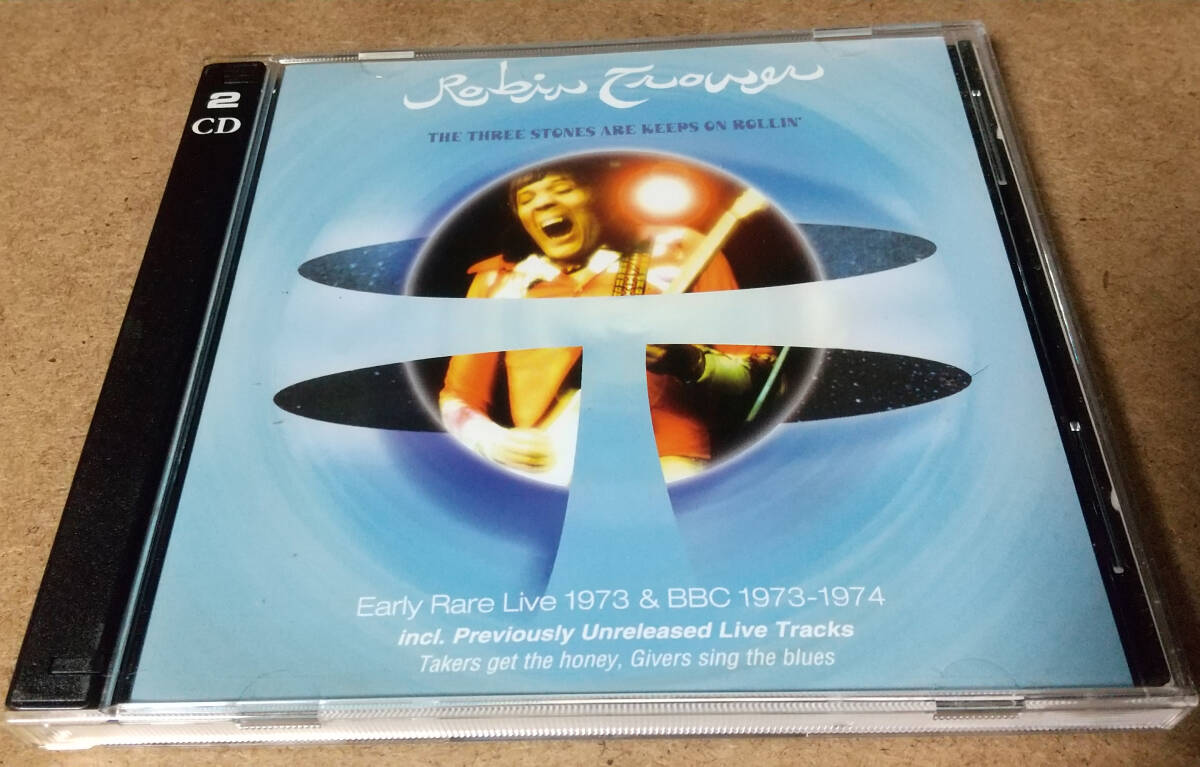 2
CD
Robin Trower
THE THREE STONES ARE KEEPS ON ROLLIN'
Early Rare Live 1973 & BBC 1973-1974
incl. Previously Unreleased Live Tracks
Takers get the honey, Givers sing the blues